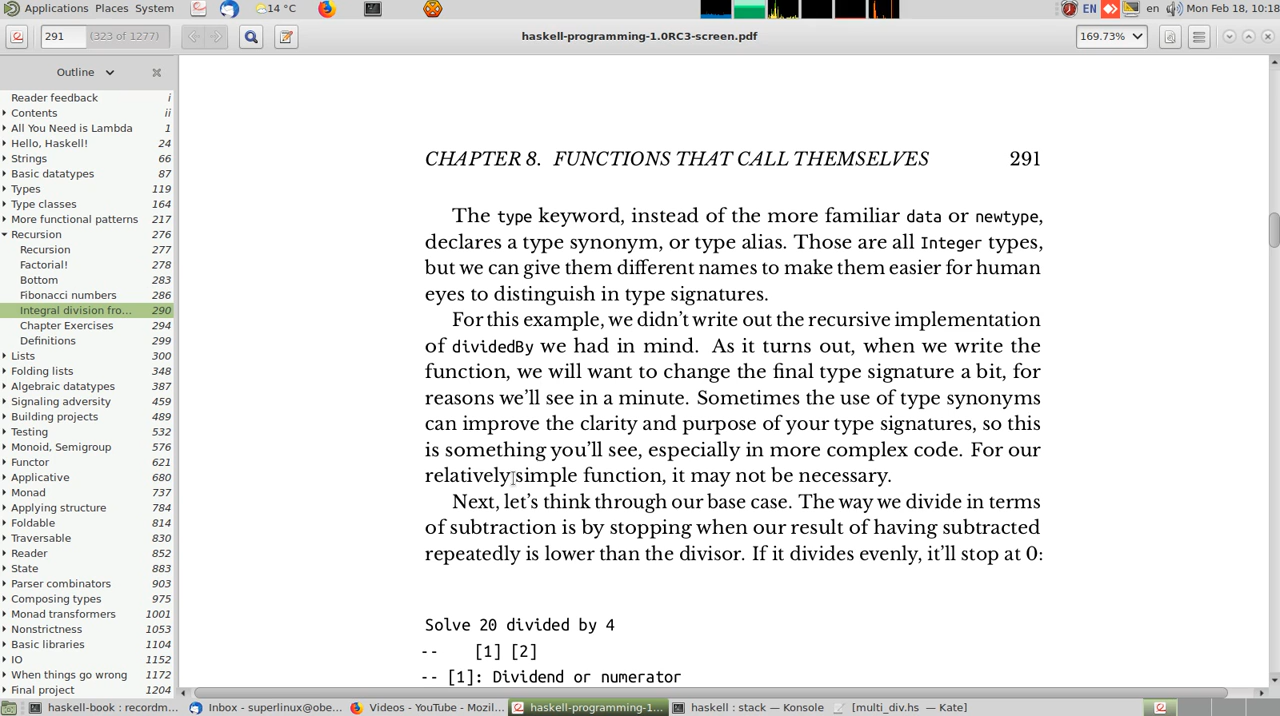 Applications Places System 14 °C EN en Mon Feb 18, 10:18
291 (323 of 1277) haskell-programming-1.0RC3-screen.pdf 169.73%
Outline
Reader feedback i
Contents ii
All You Need is Lambda 1
Hello, Haskell! 24
Strings 66
Basic datatypes 87
Types 119
Type classes 164
More functional patterns 217
Recursion 276
Recursion 277
Factorial! 278
Bottom 283
Fibonacci numbers 286
Integral division fro... 290
Chapter Exercises 294
Definitions 299
Lists 300
Folding lists 348
Algebraic datatypes 387
Signaling adversity 459
Building projects 489
Testing 532
Monoid, Semigroup 576
Functor 621
Applicative 680
Monad 737
Applying structure 784
Foldable 814
Traversable 830
Reader 852
State 883
Parser combinators 903
Composing types 975
Monad transformers 1001
Nonstrictness 1053
Basic libraries 1104
IO 1152
When things go wrong 1172
Final project 1204
CHAPTER 8. FUNCTIONS THAT CALL THEMSELVES 291
The type keyword, instead of the more familiar data or newtype,
declares a type synonym, or type alias. Those are all Integer types,
but we can give them different names to make them easier for human
eyes to distinguish in type signatures.
For this example, we didn't write out the recursive implementation
of dividedBy we had in mind. As it turns out, when we write the
function, we will want to change the final type signature a bit, for
reasons we'll see in a minute. Sometimes the use of type synonyms
can improve the clarity and purpose of your type signatures, so this
is something you'll see, especially in more complex code. For our
relatively simple function, it may not be necessary.
Next, let's think through our base case. The way we divide in terms
of subtraction is by stopping when our result of having subtracted
repeatedly is lower than the divisor. If it divides evenly, it'll stop at 0:
Solve 20 divided by 4
-- [1] [2]
-- [1]: Dividend or numerator
haskell-book : recordm... Inbox - superlinux@obe... Videos - YouTube - Mozil... haskell-programming-1.... haskell : stack — Konsole [multi_div.hs — Kate]